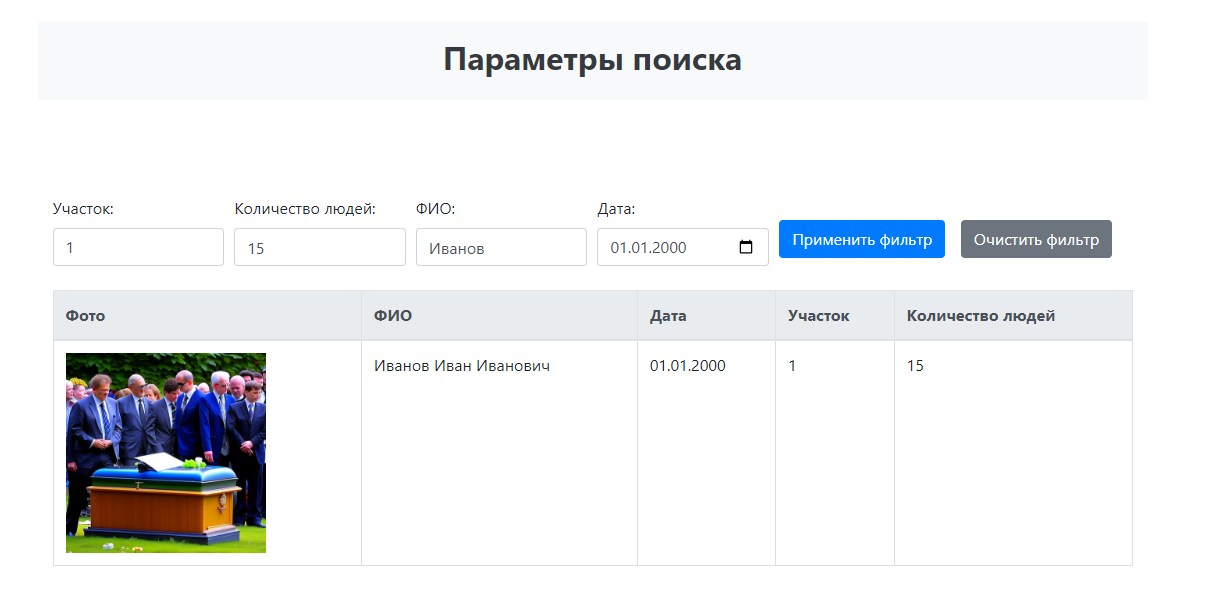 Параметры поиска
Участок: Количество людей: ФИО: Дата:
1 15 Иванов 01.01.2000 Применить фильтр Очистить фильтр
Фото ФИО Дата Участок Количество людей
Иванов Иван Иванович 01.01.2000 1 15